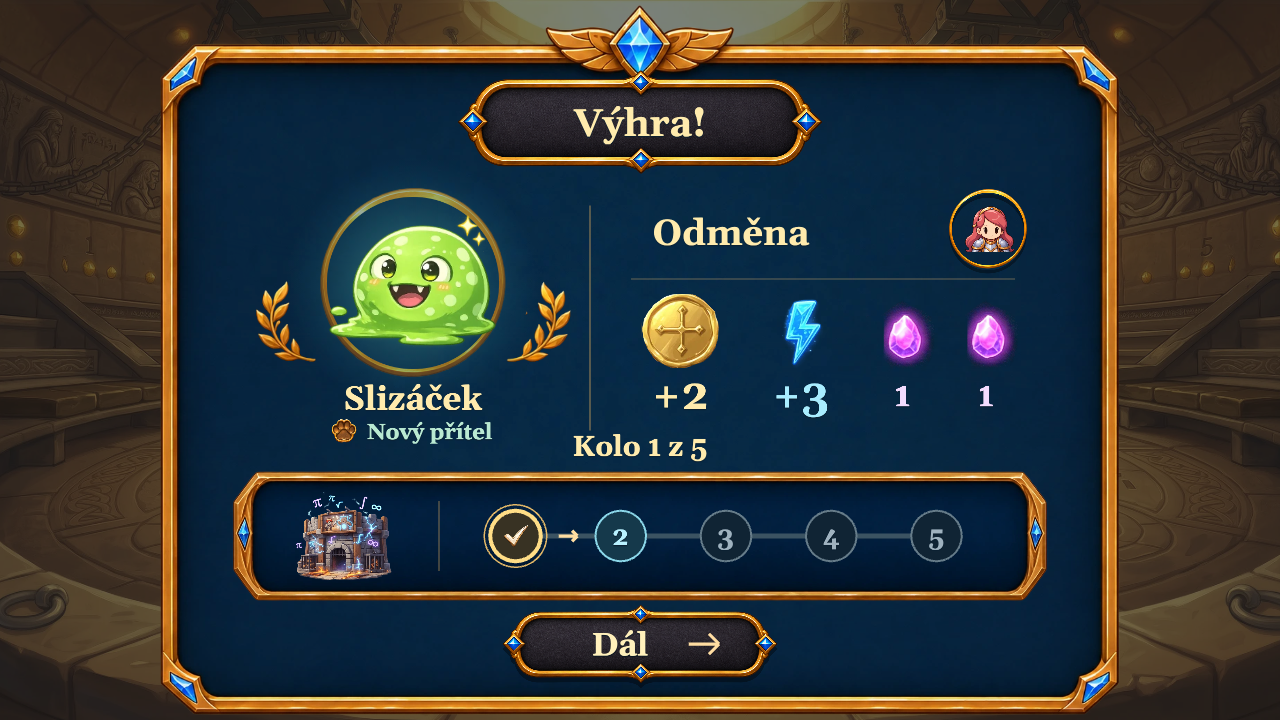 Výhra!
Odměna
+2
+3
1
1
Slizáček
Nový přítel
Kolo 1 z 5
2
3
4
5
Dál →